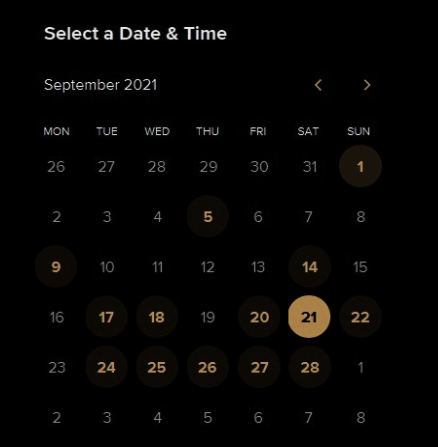 Select a Date & Time
September 2021
MON TUE WED THU FRI SAT SUN
26 27 28 29 30 31 1
2 3 4 5 6 7 8
9 10 11 12 13 14 15
16 17 18 19 20 21 22
23 24 25 26 27 28 1
2 3 4 5 6 7 8